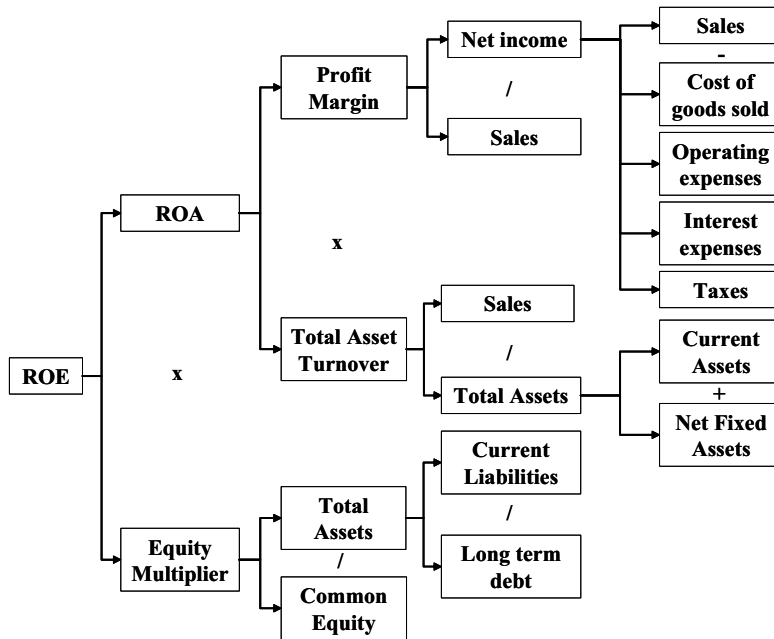 Net income
Sales
-
Profit
Margin
/
Cost of
goods sold
Sales
Operating
expenses
ROA
x
Interest
expenses
Sales
Taxes
Total Asset
Turnover
/
Current
Assets
ROE
x
Total Assets
+
Net Fixed
Assets
Current
Liabilities
Total
Assets
/
Equity
Multiplier
/
Long term
debt
Common
Equity